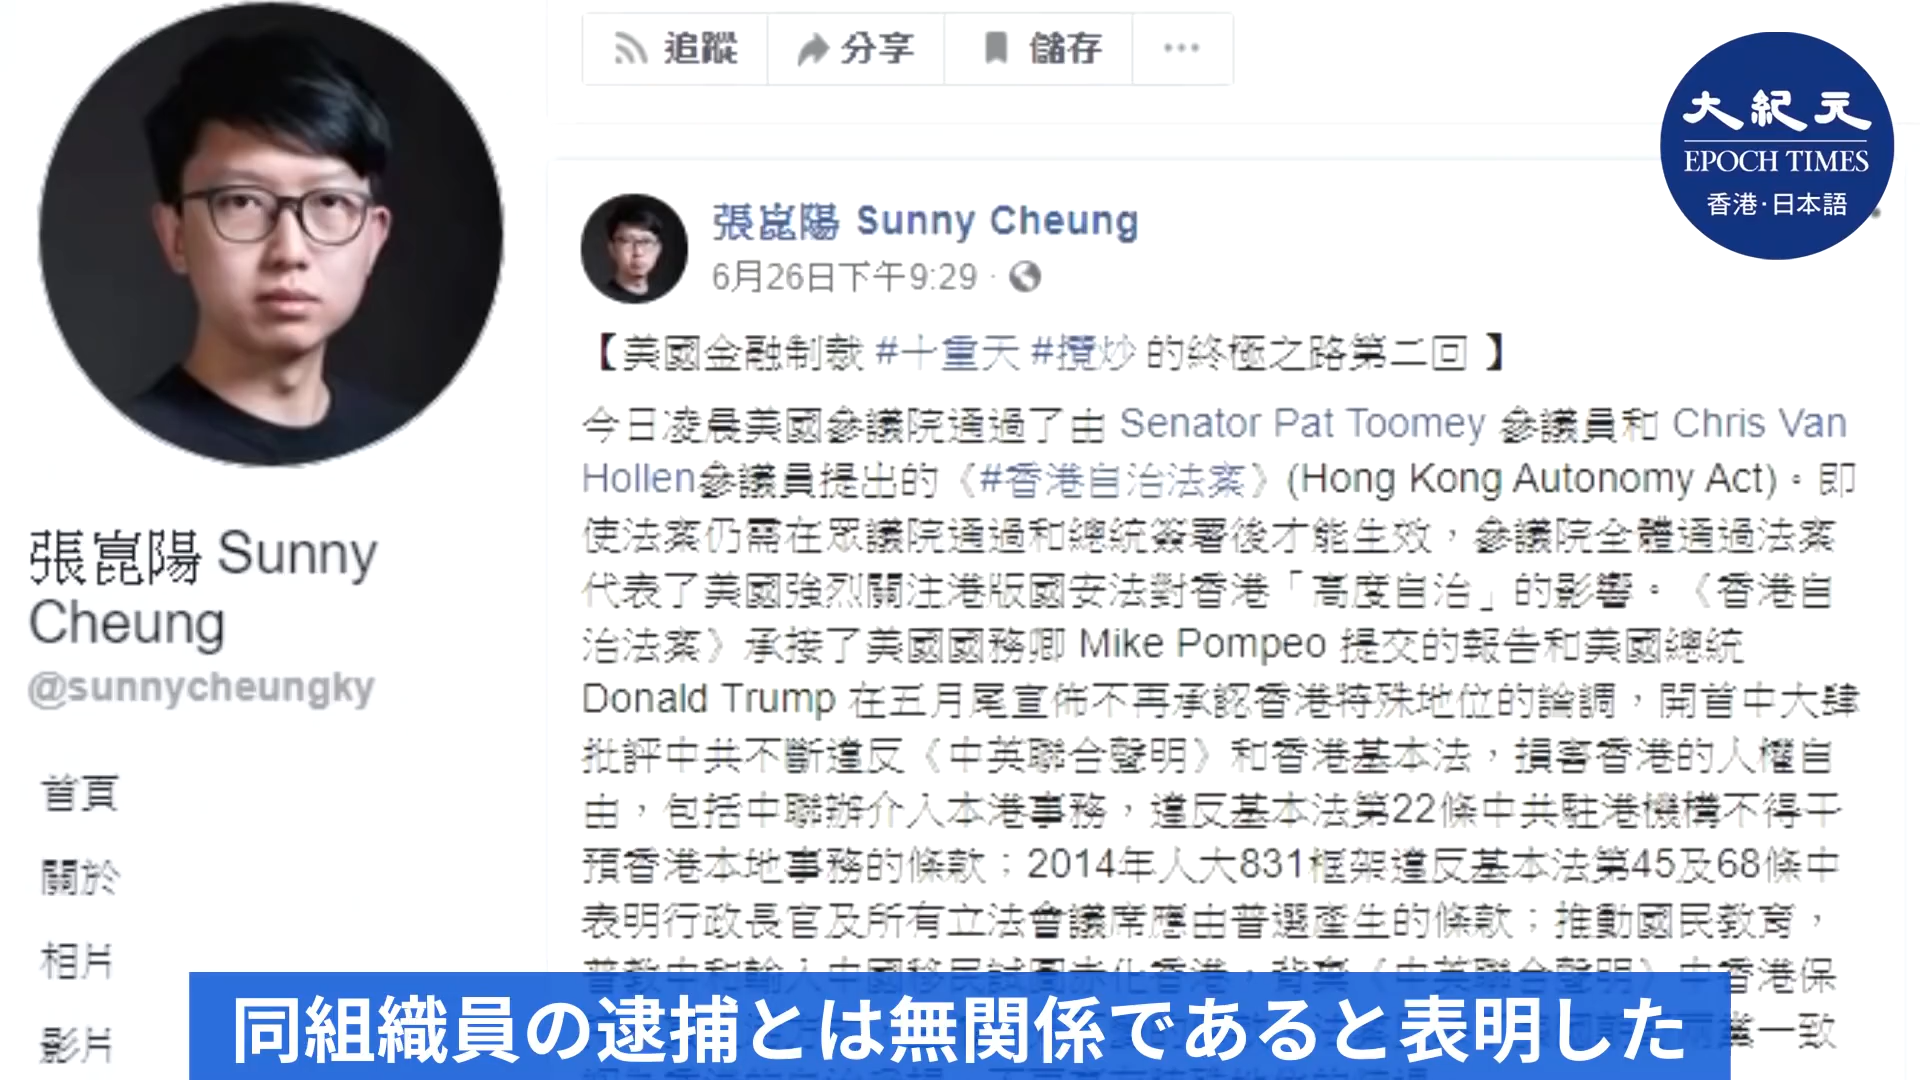 追蹤
分享
儲存
大紀元
EPOCH TIMES
香港·日本語
張崑陽 Sunny Cheung
6月26日下午9:29
【美國金融制裁 #十重天 #攬炒 的終極之路第二回 】
今日凌晨美國參議院通過了由 Senator Pat Toomey 參議員和 Chris Van
Hollen參議員提出的《#香港自治法案》(Hong Kong Autonomy Act)。即
使法案仍需在眾議院通過和總統簽署後才能生效，參議院全體通過法案
代表了美國強烈關注港版國安法對香港「高度自治」的影響。《香港自
治法案》承接了美國國務卿 Mike Pompeo 提交的報告和美國總統
Donald Trump 在五月尾宣佈不再承認香港特殊地位的論調，開首中大肆
批評中共不斷違反《中英聯合聲明》和香港基本法，損害香港的人權自
由，包括中聯辦介入本港事務，違反基本法第22條中共駐港機構不得干
預香港本地事務的條款；2014年人大831框架違反基本法第45及68條中
表明行政長官及所有立法會議席應由普選產生的條款；推動國民教育，
香港保
一致
張崑陽 Sunny
Cheung
@sunnycheungky
首頁
關於
相片
影片
同組織員の逮捕とは無関係であると表明した